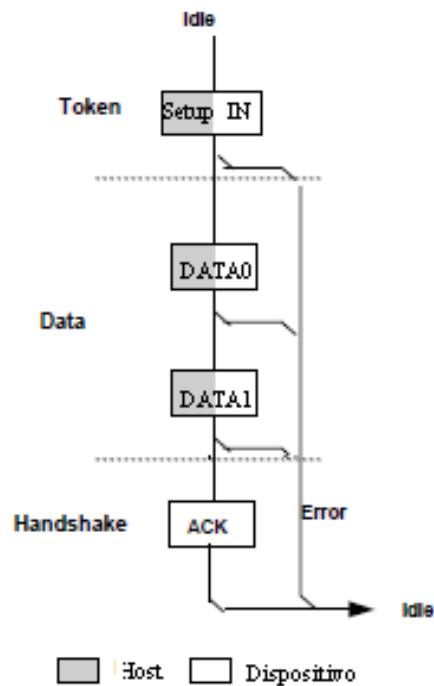 Idle
Token
Setup IN
DATA0
Data
DATA1
Handshake
ACK
Error
Idle
Host
Dispositivo